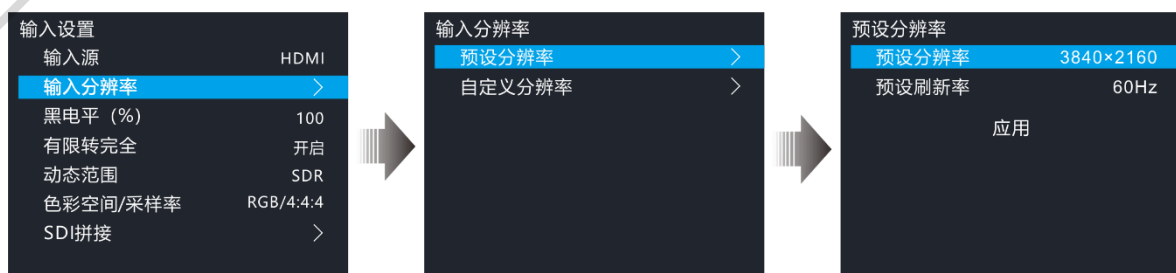 输入设置
输入源 HDMI
输入分辨率 >
黑电平 (%) 100
有限转完全 开启
动态范围 SDR
色彩空间/采样率 RGB/4:4:4
SDI拼接 >
输入分辨率
预设分辨率 >
自定义分辨率 >
预设分辨率
预设分辨率 3840×2160
预设刷新率 60Hz
应用